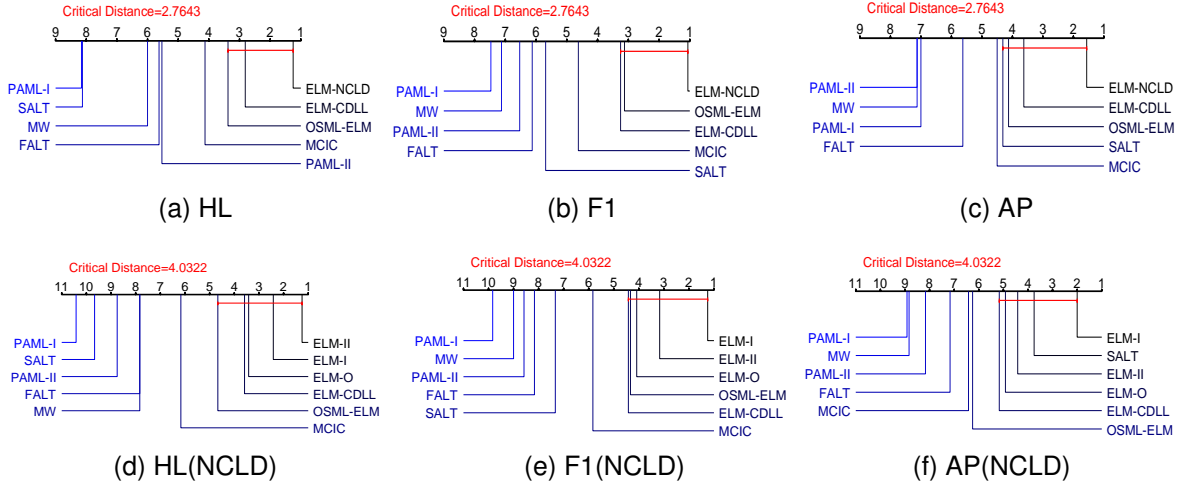 Critical Distance=2.7643
9 8 7 6 5 4 3 2 1
PAML-I
SALT
MW
FALT
ELM-NCLD
ELM-CDLL
OSML-ELM
MCIC
PAML-II
(a) HL
Critical Distance=2.7643
9 8 7 6 5 4 3 2 1
PAML-I
MW
PAML-II
FALT
ELM-NCLD
OSML-ELM
ELM-CDLL
MCIC
SALT
(b) F1
Critical Distance=2.7643
9 8 7 6 5 4 3 2 1
PAML-II
MW
PAML-I
FALT
ELM-NCLD
ELM-CDLL
OSML-ELM
SALT
MCIC
(c) AP
Critical Distance=4.0322
11 10 9 8 7 6 5 4 3 2 1
PAML-I
SALT
PAML-II
FALT
MW
ELM-II
ELM-I
ELM-O
ELM-CDLL
OSML-ELM
MCIC
(d) HL(NCLD)
Critical Distance=4.0322
11 10 9 8 7 6 5 4 3 2 1
PAML-I
MW
PAML-II
FALT
SALT
ELM-I
ELM-II
ELM-O
OSML-ELM
ELM-CDLL
MCIC
(e) F1(NCLD)
Critical Distance=4.0322
11 10 9 8 7 6 5 4 3 2 1
PAML-I
MW
PAML-II
FALT
MCIC
ELM-I
SALT
ELM-II
ELM-O
ELM-CDLL
OSML-ELM
(f) AP(NCLD)